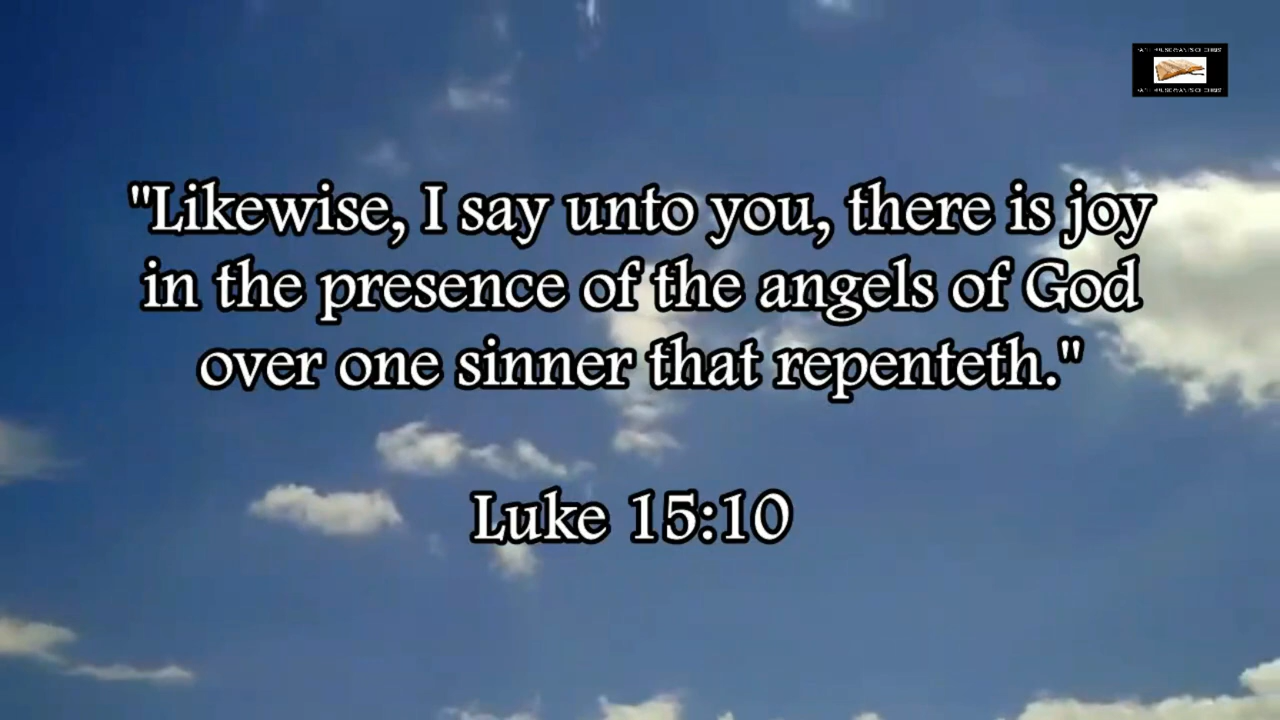 "Likewise, I say unto you, there is joy
in the presence of the angels of God
over one sinner that repenteth."
Luke 15:10